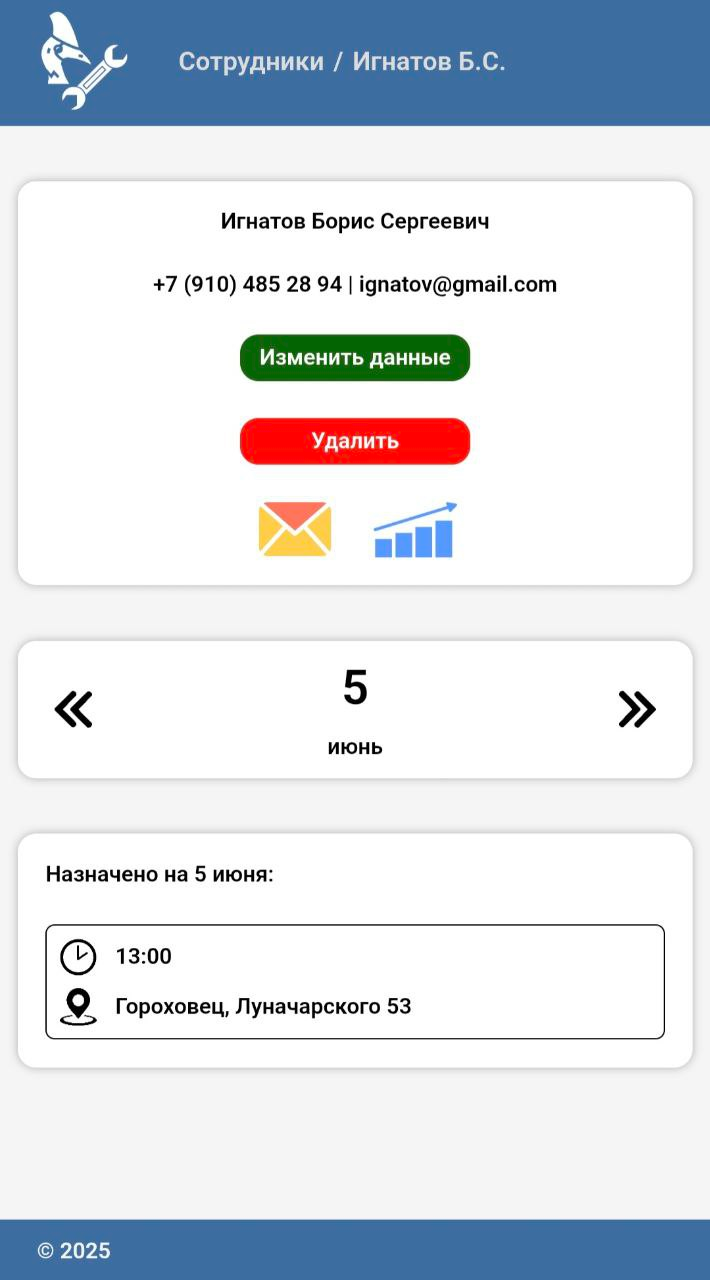 Сотрудники / Игнатов Б.С.
Игнатов Борис Сергеевич
+7 (910) 485 28 94 | ignatov@gmail.com
Изменить данные
Удалить
5
июнь
Назначено на 5 июня:
13:00
Гороховец, Луначарского 53
© 2025